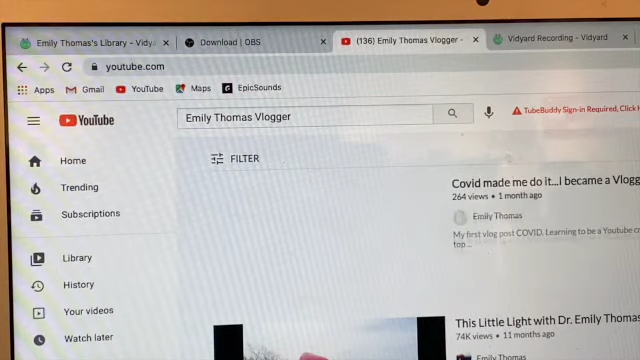 Emily Thomas's Library - Vidya
Download | OBS
(136) Emily Thomas Vlogger -
Vidyard Recording - Vidyard
youtube.com
Apps
Gmail
YouTube
Maps
EpicSounds
YouTube
Emily Thomas Vlogger
TubeBuddy Sign-in Required, Click H
Home
FILTER
Trending
Covid made me do it...I became a Vlogg
264 views • 1 month ago
Subscriptions
Emily Thomas
My first vlog post COVID. Learning to be a Youtube cr
top...
Library
History
Your videos
This Little Light with Dr. Emily Thomas
74K views • 11 months ago
Watch later
Emily Thomas